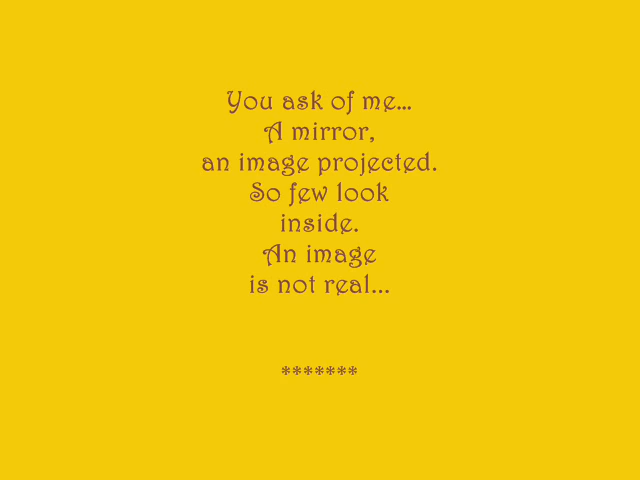 You ask of me...
A mirror,
an image projected.
So few look
inside.
An image
is not real...
*******